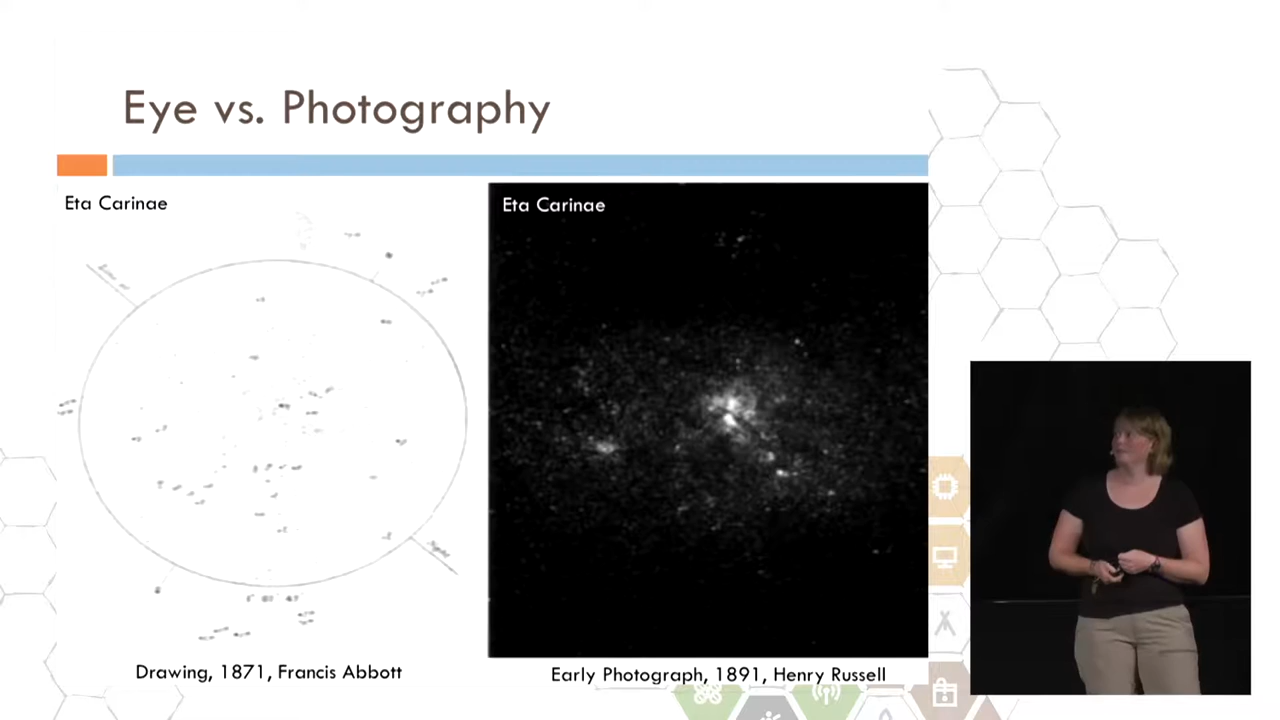 Eye vs. Photography
Eta Carinae
Eta Carinae
Drawing, 1871, Francis Abbott
Early Photograph, 1891, Henry Russell